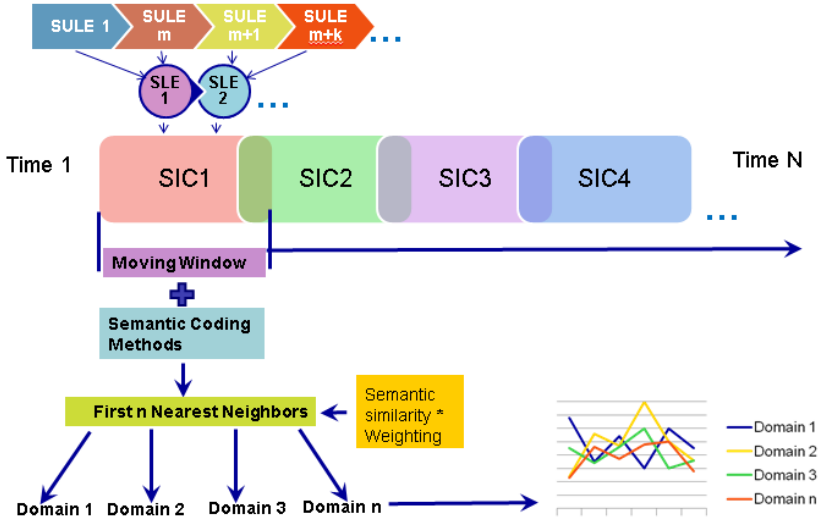 SULE 1
SULE
m
SULE
m+1
SULE
m+k
...
SLE
1
SLE
2
...
Time 1
SIC1
SIC2
SIC3
SIC4
Time N
...
Moving Window
Semantic Coding
Methods
First n Nearest Neighbors
Semantic
similarity *
Weighting
Domain 1
Domain 2
Domain 3
Domain n
Domain 1
Domain 2
Domain 3
Domain n